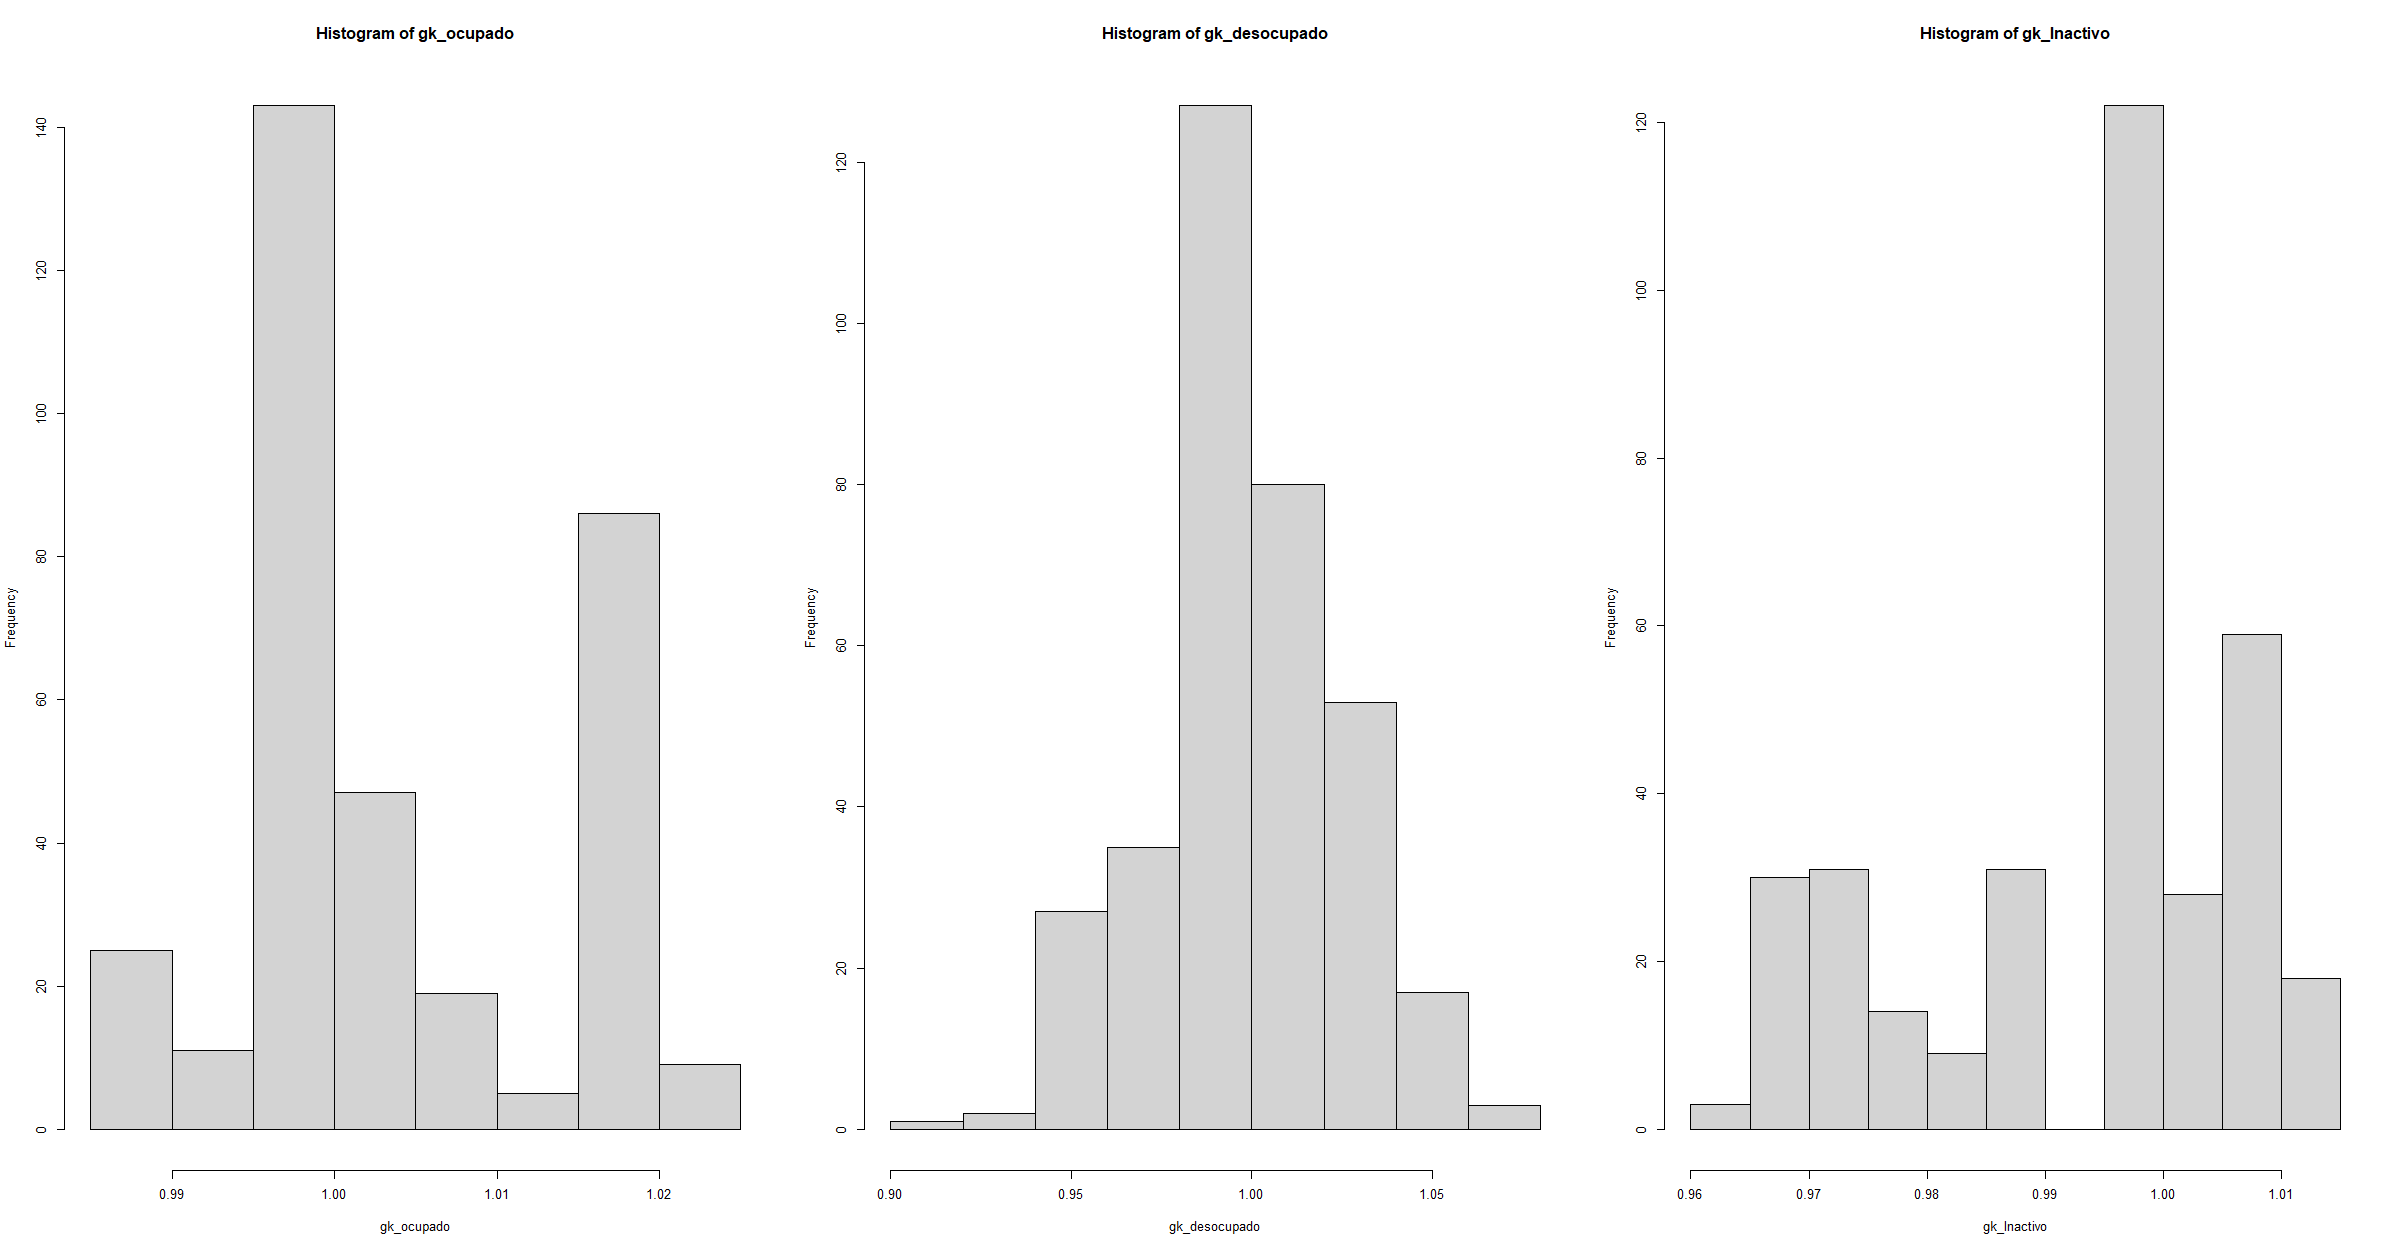 Histogram of gk_ocupado
Frequency
140
120
100
80
60
40
20
0
0.99 1.00 1.01 1.02
gk_ocupado
Histogram of gk_desocupado
Frequency
120
100
80
60
40
20
0
0.90 0.95 1.00 1.05
gk_desocupado
Histogram of gk_Inactivo
Frequency
120
100
80
60
40
20
0
0.96 0.97 0.98 0.99 1.00 1.01
gk_Inactivo